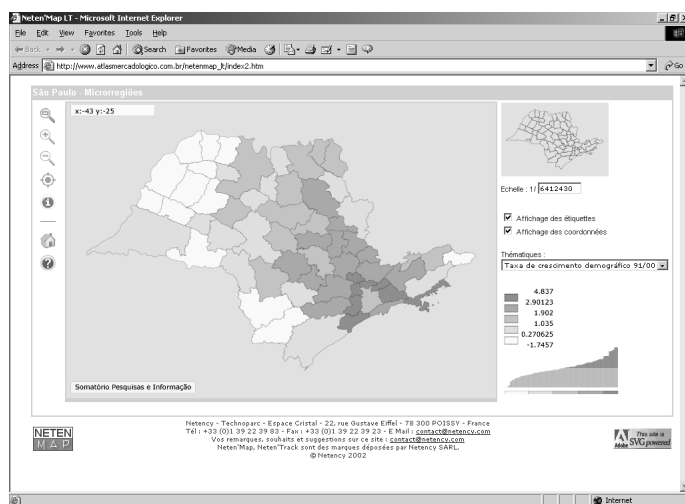 Neten'Map LT - Microsoft Internet Explorer
File Edit View Favorites Tools Help
Back Search Favorites Media
Address http://www.atlasmercadologico.com.br/netenmap_lt/index2.htm Go
São Paulo - Microrregiões
x:-43 y:-25
Echelle : 1/ 6412430
Affichage des étiquettes
Affichage des coordonnées
Thématiques :
Taxa de crescimento demográfico 91/00
4.837
2.90123
1.902
1.035
0.270625
-1.7457
Somatório Pesquisas e Informação
NETEN
MAP
Netency - Technoparc - Espace Cristal - 22, rue Gustave Eiffel - 78 300 POISSY - France
Tél : +33 (0)1 39 22 39 83 - Fax : +33 (0)1 39 22 39 23 - E Mail : contact@netency.com
Vos remarques, souhaits et suggestions sur ce site : contact@netency.com
Neten'Map, Neten'Track sont des marques déposées par Netency SARL.
© Netency 2002
This site is
Adobe SVG powered
Internet